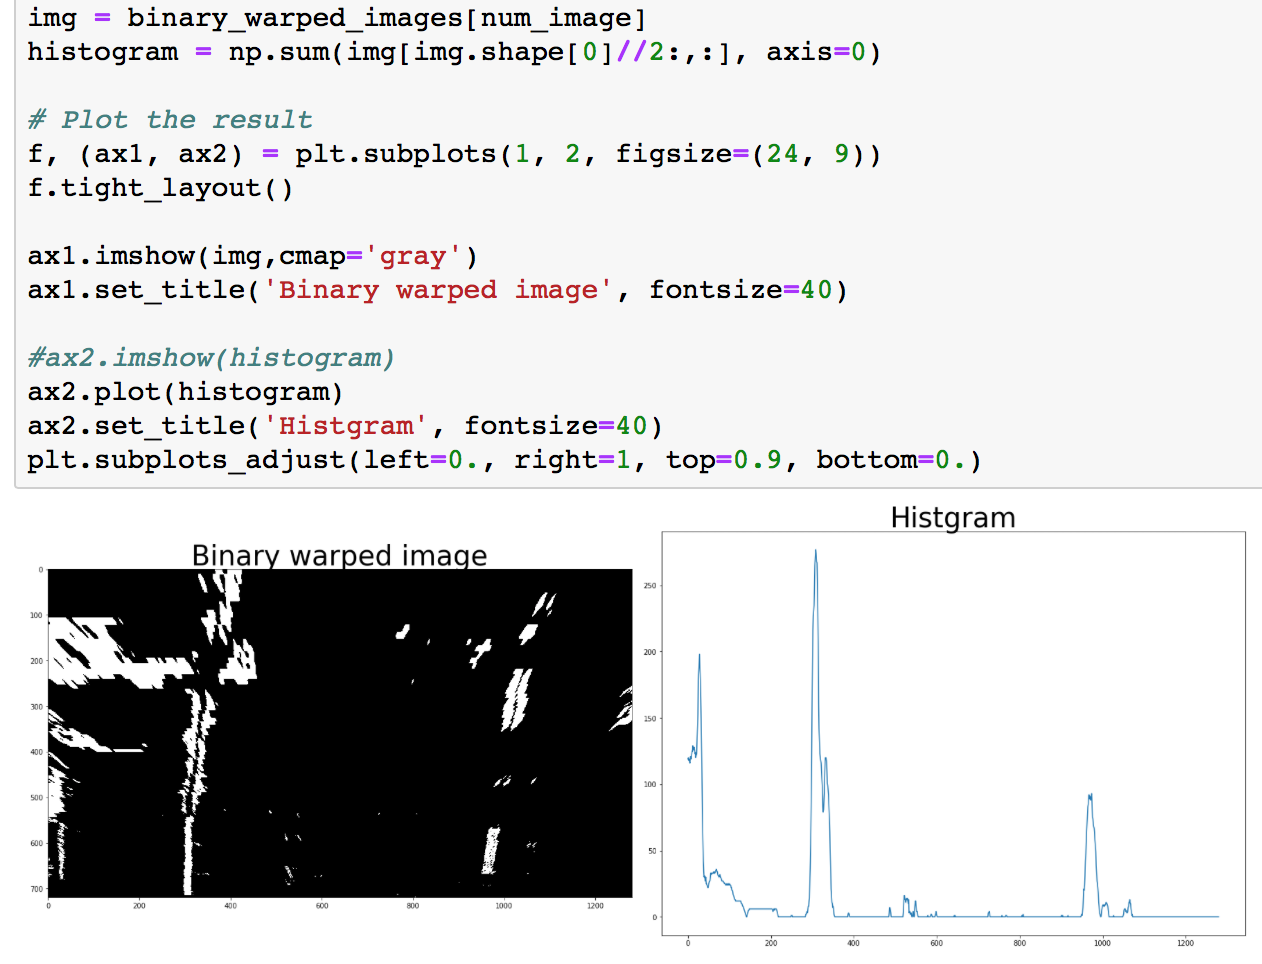 img = binary_warped_images[num_image]
histogram = np.sum(img[img.shape[0]//2:,:], axis=0)
# Plot the result
f, (ax1, ax2) = plt.subplots(1, 2, figsize=(24, 9))
f.tight_layout()
ax1.imshow(img,cmap='gray')
ax1.set_title('Binary warped image', fontsize=40)
#ax2.imshow(histogram)
ax2.plot(histogram)
ax2.set_title('Histgram', fontsize=40)
plt.subplots_adjust(left=0., right=1, top=0.9, bottom=0.)
Binary warped image
0
100
200
300
400
500
600
700
0 200 400 600 800 1000 1200
Histgram
250
200
150
100
50
0
0 200 400 600 800 1000 1200